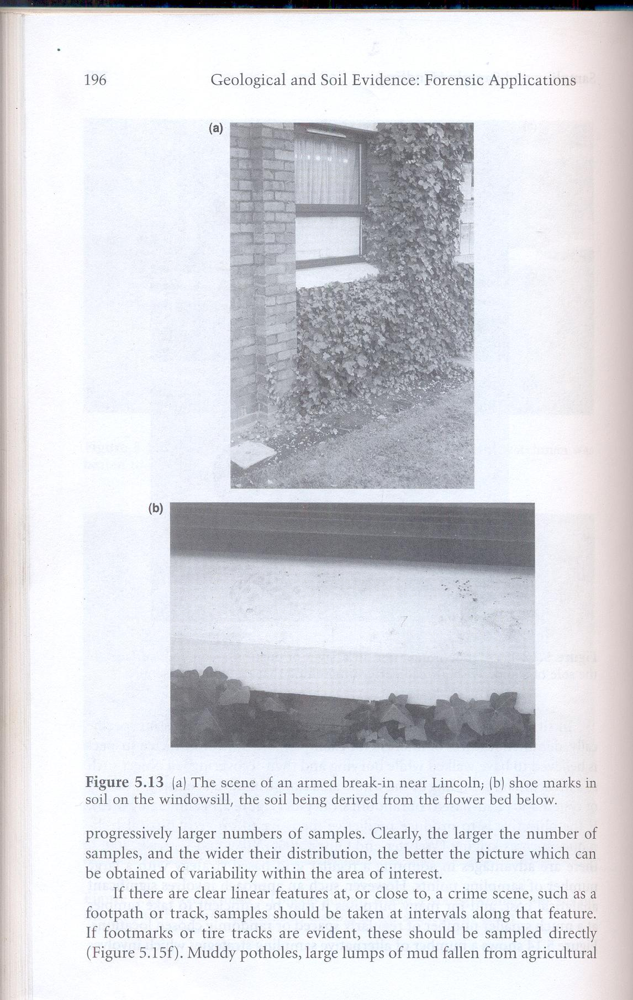 196
Geological and Soil Evidence: Forensic Applications
(a)
(b)
Figure 5.13 (a) The scene of an armed break-in near Lincoln; (b) shoe marks in
soil on the windowsill, the soil being derived from the flower bed below.
progressively larger numbers of samples. Clearly, the larger the number of
samples, and the wider their distribution, the better the picture which can
be obtained of variability within the area of interest.
If there are clear linear features at, or close to, a crime scene, such as a
footpath or track, samples should be taken at intervals along that feature.
If footmarks or tire tracks are evident, these should be sampled directly
(Figure 5.15f). Muddy potholes, large lumps of mud fallen from agricultural